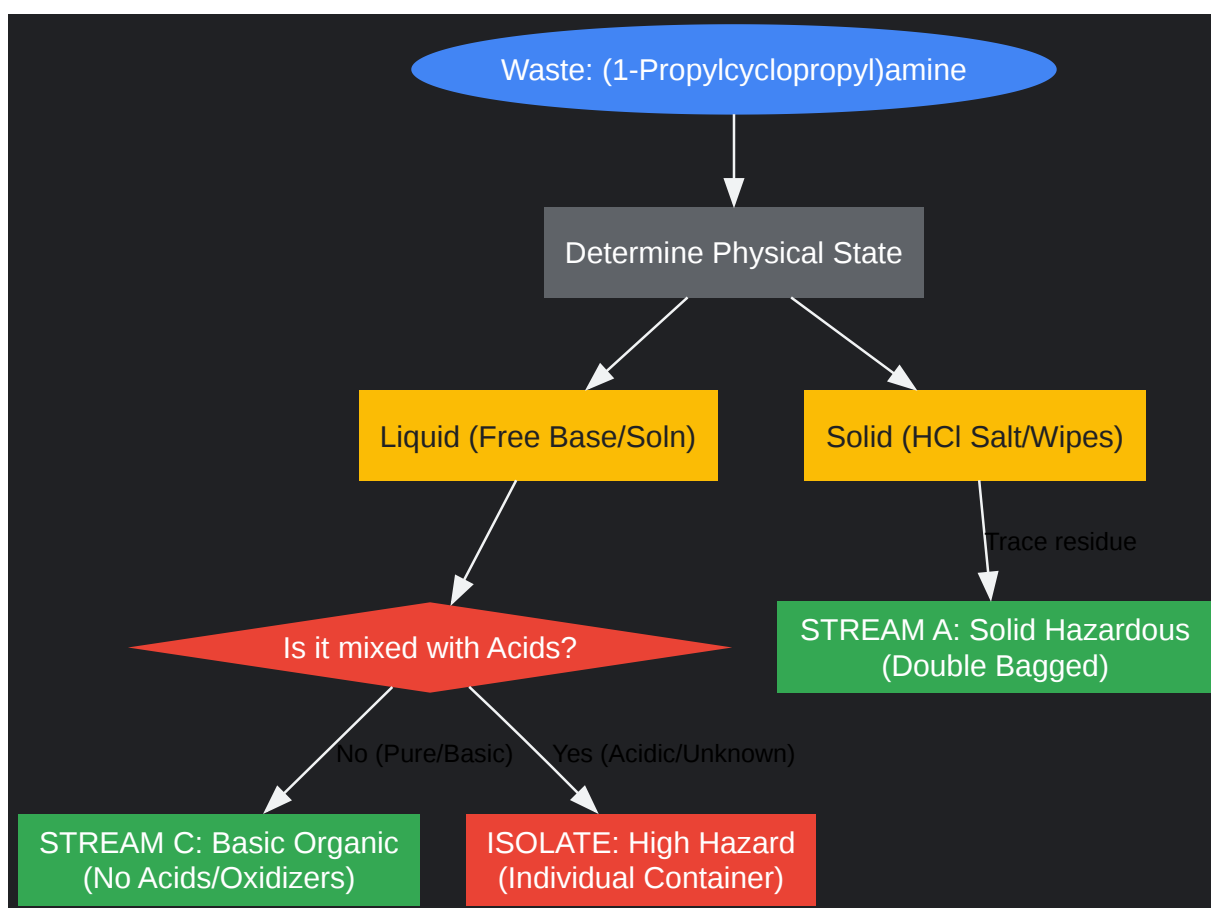 Waste: (1-Propylcyclopropyl)amine
Determine Physical State
Liquid (Free Base/Soln)
Solid (HCl Salt/Wipes)
Trace residue
Is it mixed with Acids?
STREAM A: Solid Hazardous
(Double Bagged)
No (Pure/Basic)
Yes (Acidic/Unknown)
STREAM C: Basic Organic
(No Acids/Oxidizers)
ISOLATE: High Hazard
(Individual Container)